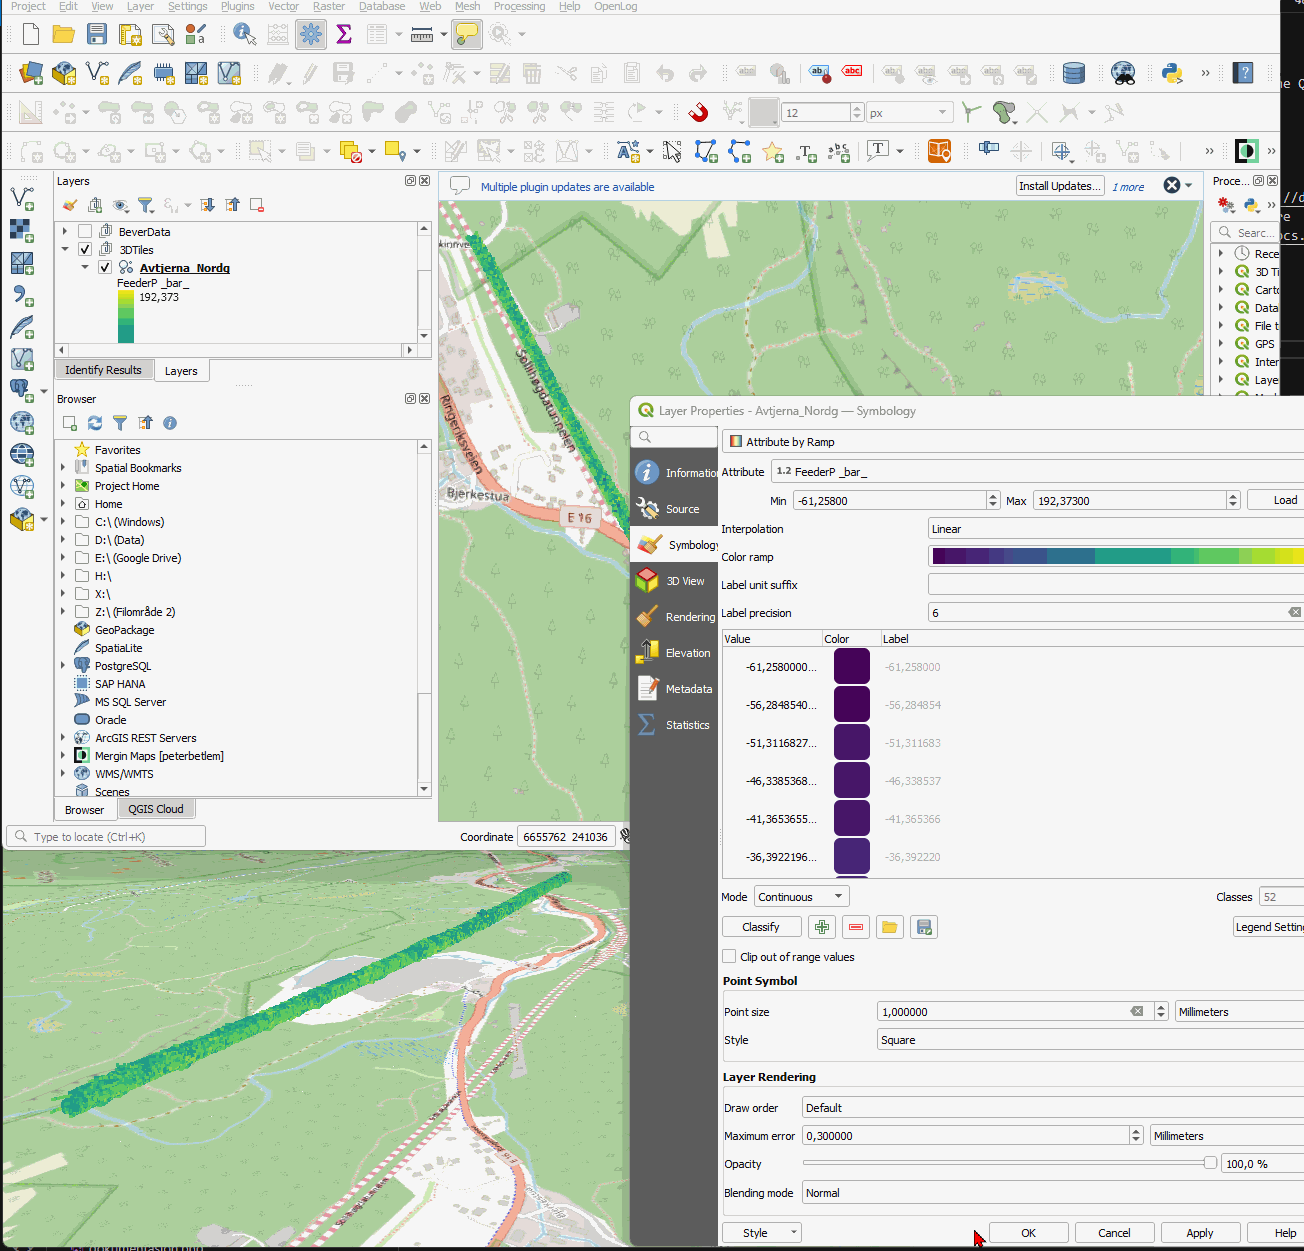 Project Edit View Layer Settings Plugins Vector Raster Database Web Mesh Processing Help OpenLog
12 px
Layers
BeverData
3DTiles
Avtjerna_Nordg
FeederP _bar_
192,373
Identify Results Layers
Browser
Favorites
Spatial Bookmarks
Project Home
Home
C:\ (Windows)
D:\ (Data)
E:\ (Google Drive)
H:\
X:\
Z:\ (Filområde 2)
GeoPackage
SpatiaLite
PostgreSQL
SAP HANA
MS SQL Server
Oracle
ArcGIS REST Servers
Mergin Maps [peterbetlem]
WMS/WMTS
Scenes
Browser QGIS Cloud
Type to locate (Ctrl+K)
Coordinate 6655762 241036
Multiple plugin updates are available
Install Updates... 1 more
Sollihøgdatunnelen
Ringeriksveien
Bjerkestua
E 16
Proce...
Searc...
Rece
3D Ti
Carto
Data
File t
GPS
Inter
Laye
Layer Properties - Avtjerna_Nordg — Symbology
Information
Source
Symbology
3D View
Rendering
Elevation
Metadata
Statistics
Attribute by Ramp
Attribute 1.2 FeederP _bar_
Min -61,25800 Max 192,37300 Load
Interpolation Linear
Color ramp
Label unit suffix
Label precision 6
Value Color Label
-61,2580000... -61,258000
-56,2848540... -56,284854
-51,3116827... -51,311683
-46,3385368... -46,338537
-41,3653655... -41,365366
-36,3922196... -36,392220
Mode Continuous Classes 52
Classify Legend Setting
Clip out of range values
Point Symbol
Point size 1,000000 Millimeters
Style Square
Layer Rendering
Draw order Default
Maximum error 0,300000 Millimeters
Opacity 100,0 %
Blending mode Normal
Style OK Cancel Apply Help